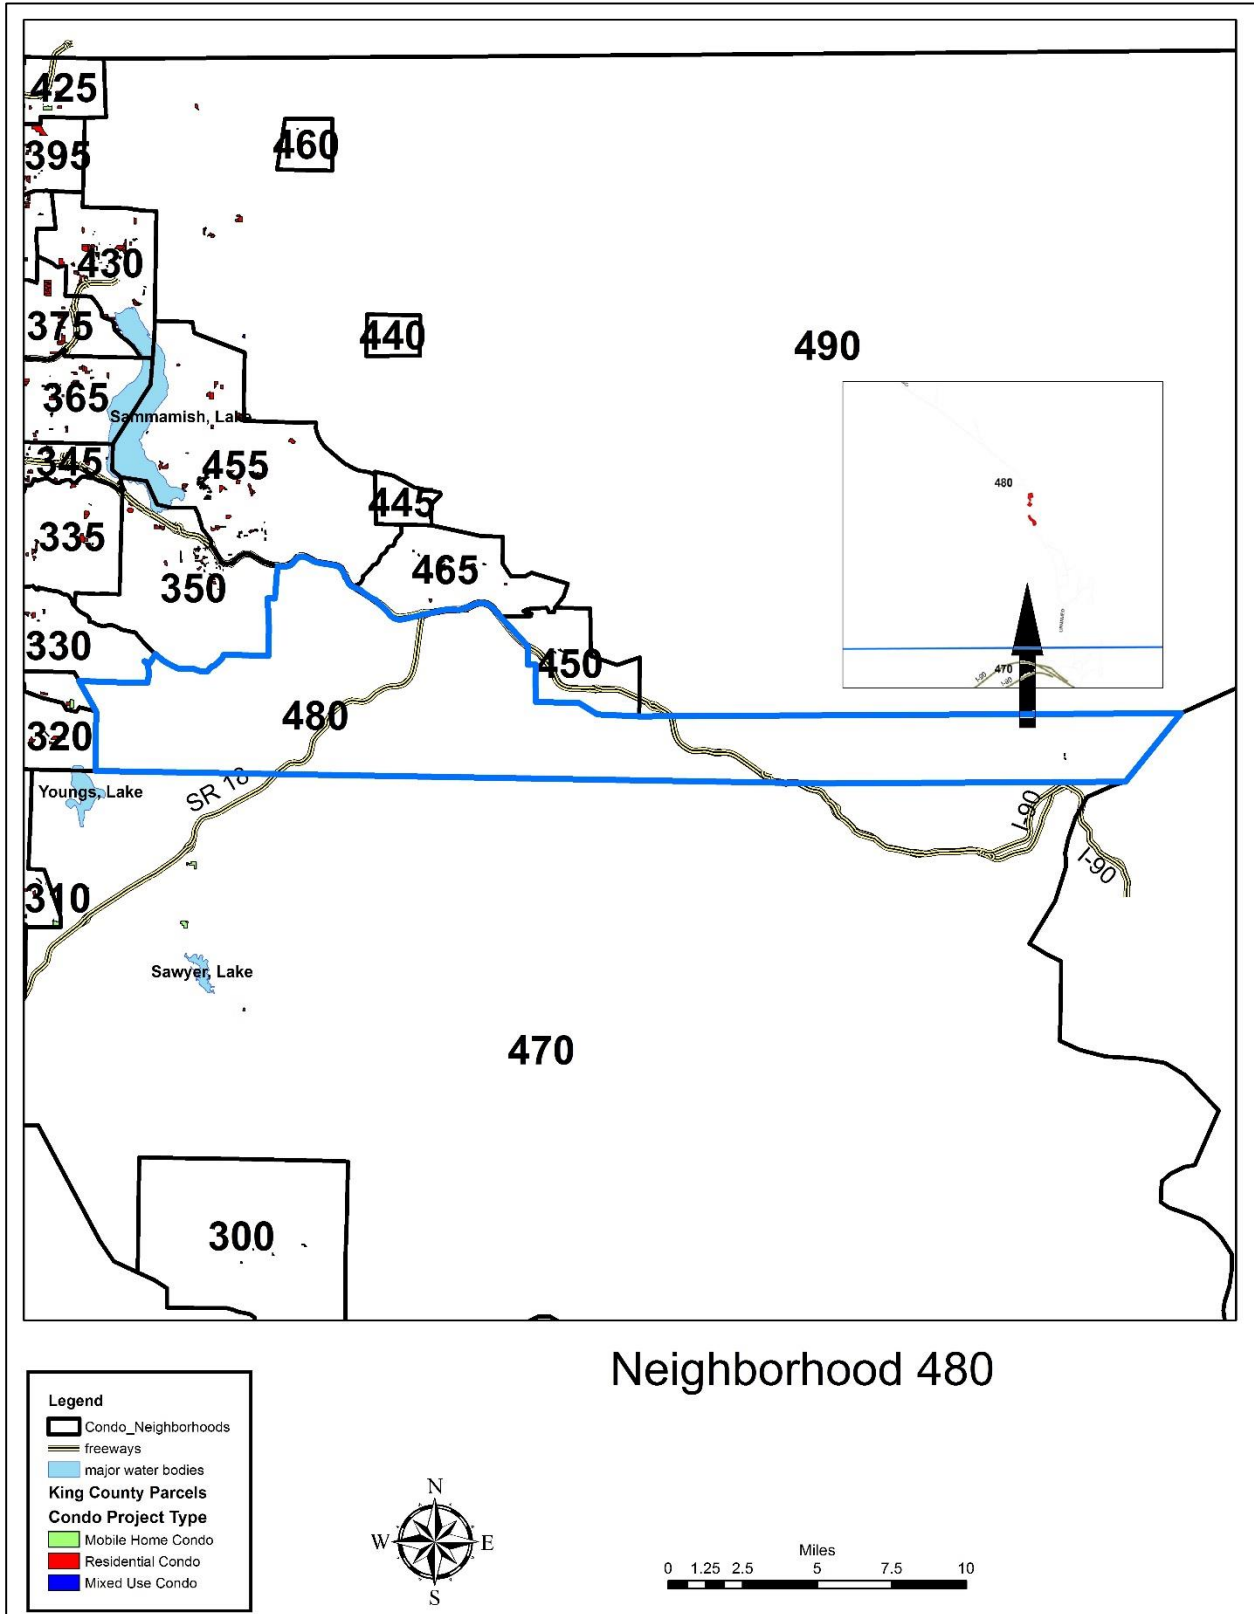 425
460
395
430
440
375
490
365
Sammamish, Lake
345
455
480
445
335
465
350
UNNAMED
330
450
470
I-90
I-90
480
320
SR 18
Youngs, Lake
I-90
I-90
310
Sawyer, Lake
470
300
Neighborhood 480
Legend
Condo_Neighborhoods
freeways
major water bodies
King County Parcels
Condo Project Type
Mobile Home Condo
Residential Condo
Mixed Use Condo
N
W E
S
Miles
0 1.25 2.5 5 7.5 10